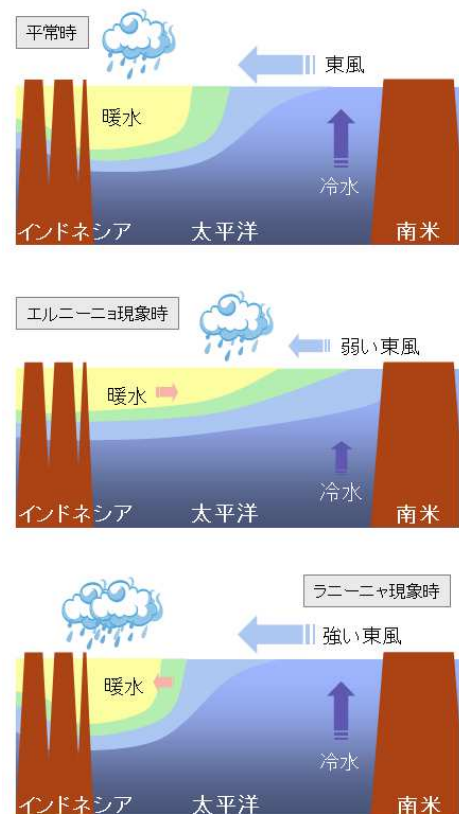 平常時
東風
暖水
冷水
インドネシア 太平洋 南米
エルニーニョ現象時
弱い東風
暖水
冷水
インドネシア 太平洋 南米
ラニーニャ現象時
強い東風
暖水
冷水
インドネシア 太平洋 南米